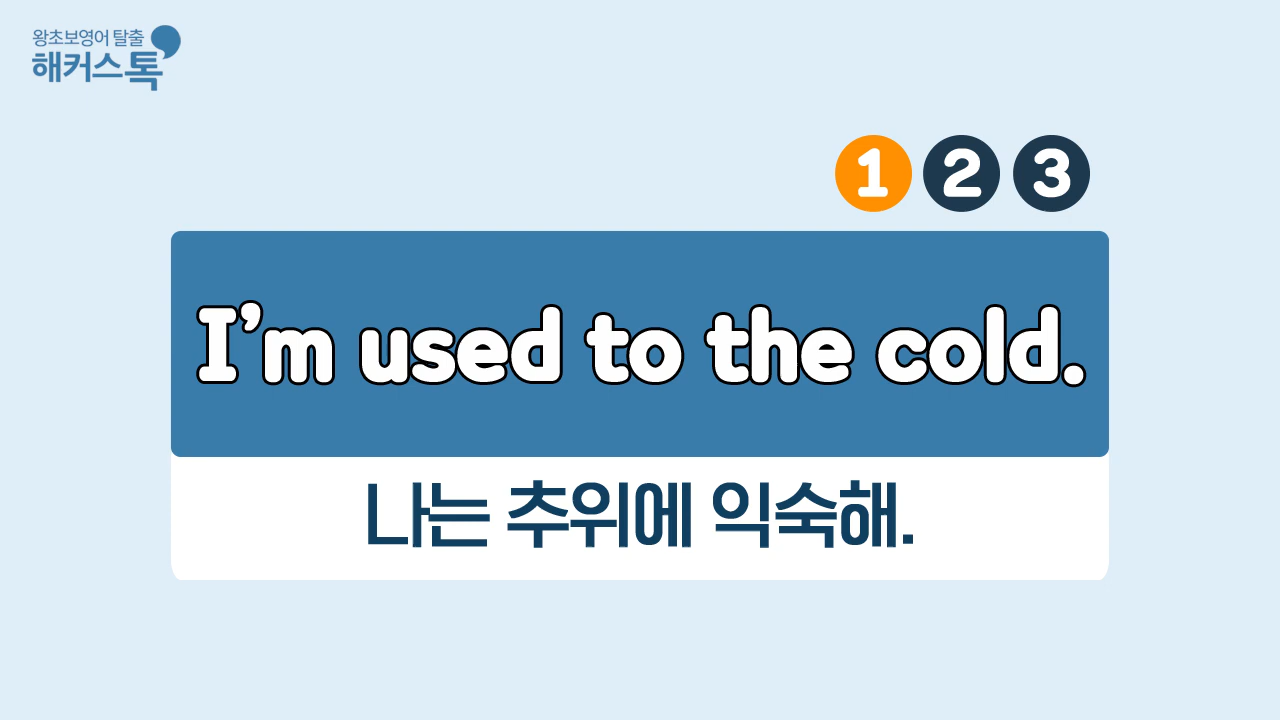 왕초보영어 탈출
해커스톡
1 2 3
I'm used to the cold.
나는 추위에 익숙해.